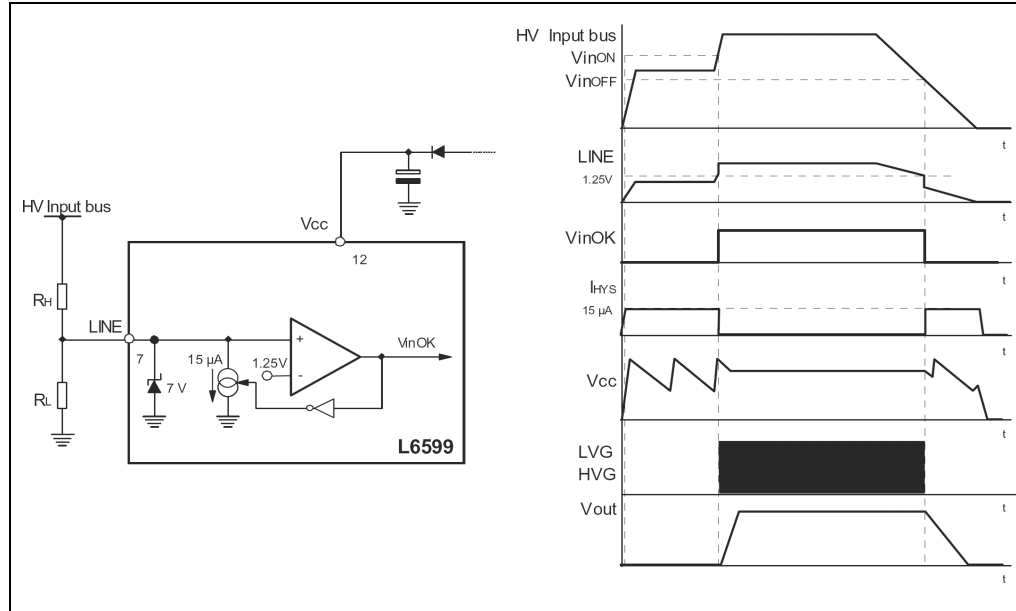 HV Input bus
RH
RL
LINE
7
7 V
15 µA
1.25V
+
-
VinOK
Vcc
12
L6599
HV Input bus
VinON
VinOFF
t
LINE
1.25V
t
VinOK
t
IHYS
15 µA
t
Vcc
t
LVG
HVG
t
Vout
t